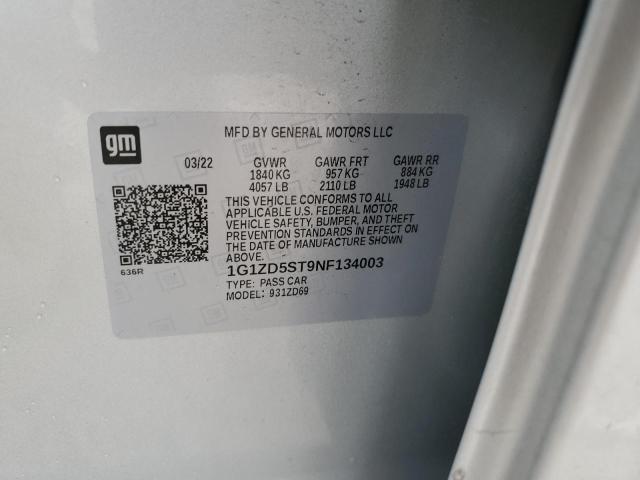 gm
MFD BY GENERAL MOTORS LLC
03/22 GVWR GAWR FRT GAWR RR
1840 KG 957 KG 884 KG
4057 LB 2110 LB 1948 LB
THIS VEHICLE CONFORMS TO ALL
APPLICABLE U.S. FEDERAL MOTOR
VEHICLE SAFETY, BUMPER, AND THEFT
PREVENTION STANDARDS IN EFFECT ON
THE DATE OF MANUFACTURE SHOWN
ABOVE.
636R
1G1ZD5ST9NF134003
TYPE: PASS CAR
MODEL: 931ZD69